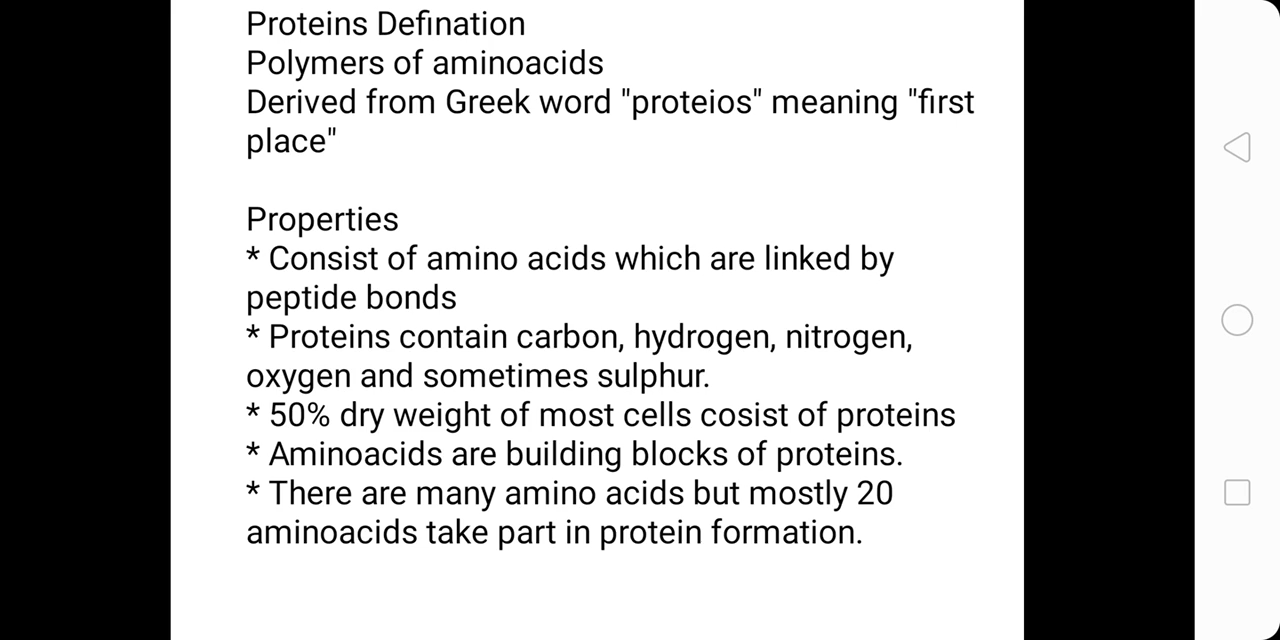 Proteins Defination
Polymers of aminoacids
Derived from Greek word "proteios" meaning "first
place"
Properties
* Consist of amino acids which are linked by
peptide bonds
* Proteins contain carbon, hydrogen, nitrogen,
oxygen and sometimes sulphur.
* 50% dry weight of most cells cosist of proteins
* Aminoacids are building blocks of proteins.
* There are many amino acids but mostly 20
aminoacids take part in protein formation.